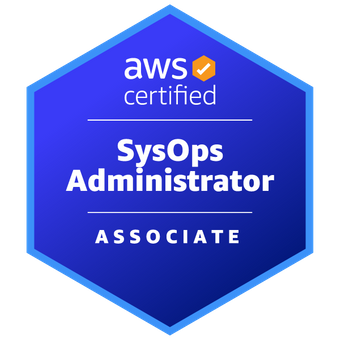 aws
certified
SysOps
Administrator
ASSOCIATE